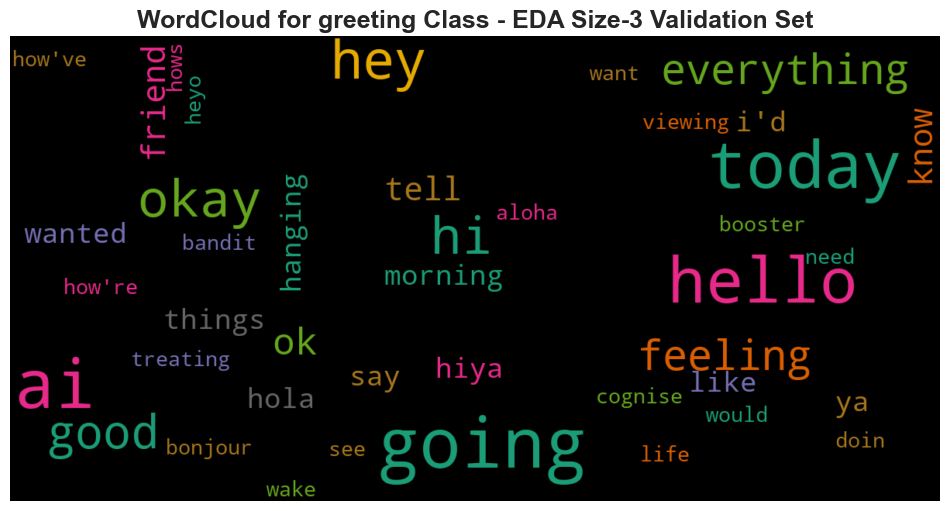 WordCloud for greeting Class - EDA Size-3 Validation Set
how've
friend
hows
heyo
hey
want
everything
viewing
i'd
know
today
okay
hanging
tell
hi
aloha
wanted
bandit
booster
need
how're
morning
hello
things
ok
treating
feeling
like
ai
say
hiya
hola
cognise
would
ya
good
bonjour
see
going
life
doin
wake